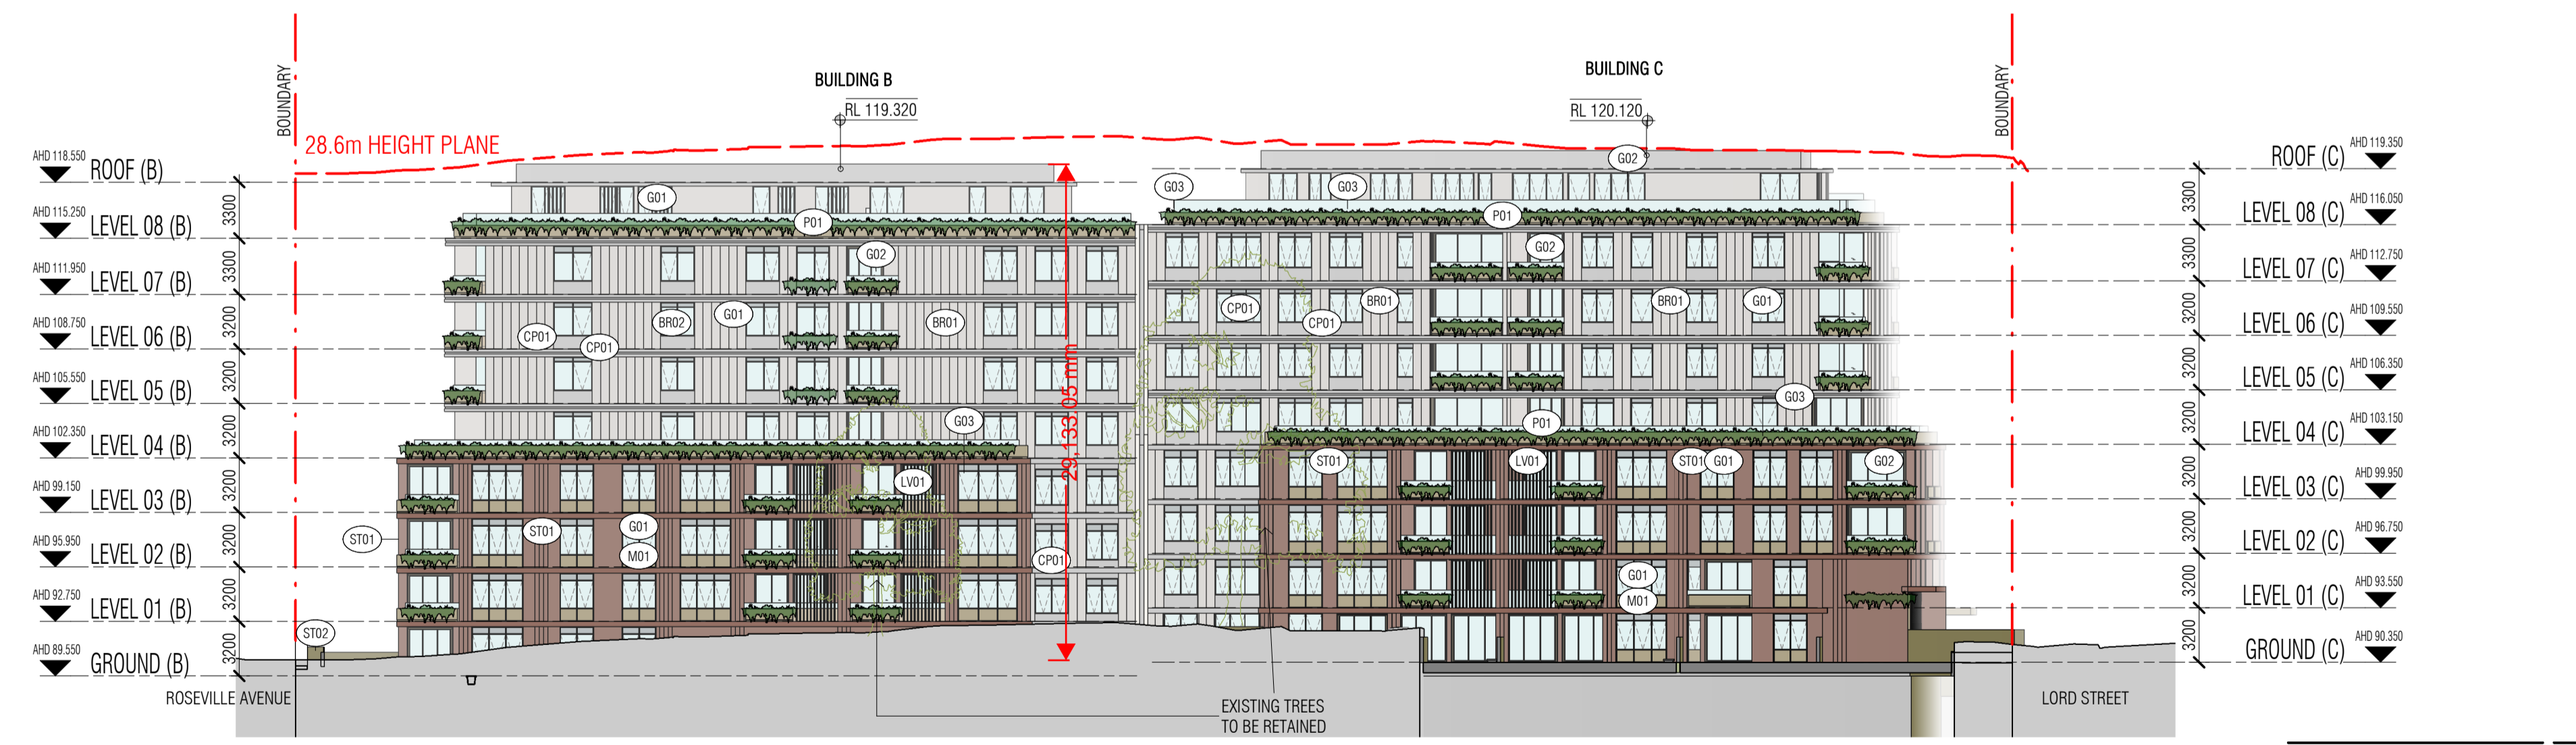 BUILDING B
RL 119.320
BUILDING C
RL 120.120
BOUNDARY
BOUNDARY
28.6m HEIGHT PLANE
AHD 118.550
ROOF (B)
AHD 115.250
LEVEL 08 (B)
AHD 111.950
LEVEL 07 (B)
AHD 108.750
LEVEL 06 (B)
AHD 105.550
LEVEL 05 (B)
AHD 102.350
LEVEL 04 (B)
AHD 99.150
LEVEL 03 (B)
AHD 95.950
LEVEL 02 (B)
AHD 92.750
LEVEL 01 (B)
AHD 89.550
GROUND (B)
3300
3300
3200
3200
3200
3200
3200
3200
3200
ROSEVILLE AVENUE
ST02
ST01
G01
P01
G02
G01
BR02
BR01
CP01
CP01
G03
LV01
ST01
G01
M01
CP01
29,133.05 mm
G02
G03
G03
P01
G02
CP01
BR01
CP01
BR01
G01
G03
P01
ST01
LV01
ST01
G01
G02
G01
M01
EXISTING TREES
TO BE RETAINED
3300
3300
3200
3200
3200
3200
3200
3200
3200
AHD 119.350
ROOF (C)
AHD 116.050
LEVEL 08 (C)
AHD 112.750
LEVEL 07 (C)
AHD 109.550
LEVEL 06 (C)
AHD 106.350
LEVEL 05 (C)
AHD 103.150
LEVEL 04 (C)
AHD 99.950
LEVEL 03 (C)
AHD 96.750
LEVEL 02 (C)
AHD 93.550
LEVEL 01 (C)
AHD 90.350
GROUND (C)
LORD STREET